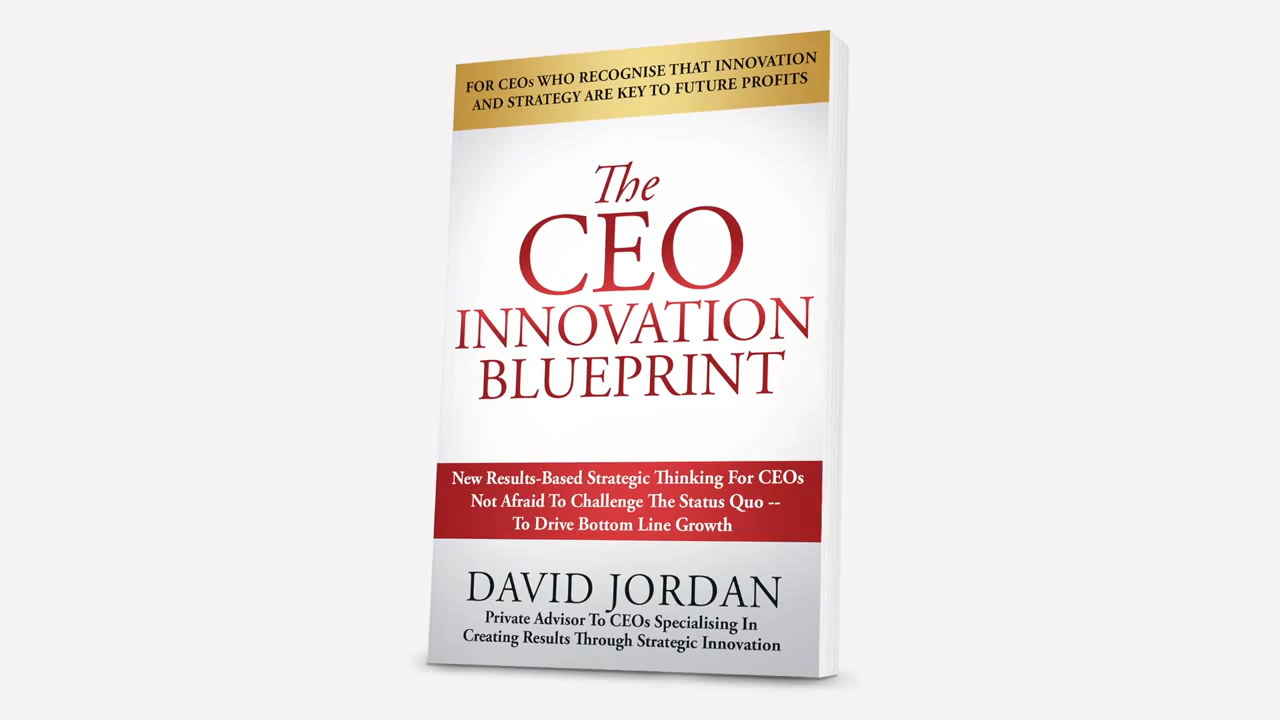 FOR CEOs WHO RECOGNISE THAT INNOVATION
AND STRATEGY ARE KEY TO FUTURE PROFITS
The
CEO
INNOVATION
BLUEPRINT
New Results-Based Strategic Thinking For CEOs
Not Afraid To Challenge The Status Quo --
To Drive Bottom Line Growth
DAVID JORDAN
Private Advisor To CEOs Specialising In
Creating Results Through Strategic Innovation